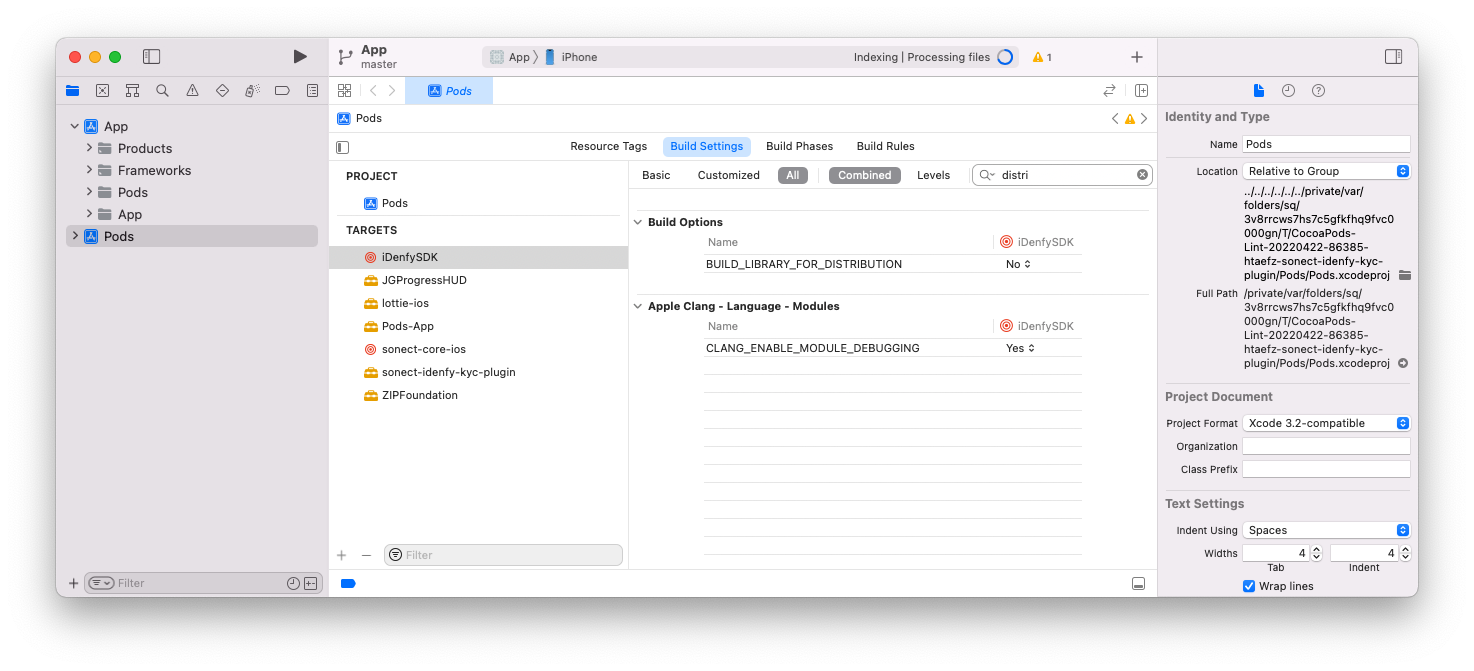 App
master
App 〉 iPhone
Indexing | Processing files
1
Pods
App
Products
Frameworks
Pods
App
Pods
Filter
Pods
Resource Tags
Build Settings
Build Phases
Build Rules
PROJECT
Pods
TARGETS
iDenfySDK
JGProgressHUD
lottie-ios
Pods-App
sonect-core-ios
sonect-idenfy-kyc-plugin
ZIPFoundation
Filter
Basic
Customized
All
Combined
Levels
distri
Build Options
Name
iDenfySDK
BUILD_LIBRARY_FOR_DISTRIBUTION
No
Apple Clang - Language - Modules
Name
iDenfySDK
CLANG_ENABLE_MODULE_DEBUGGING
Yes
Identity and Type
Name Pods
Location Relative to Group
../../../../../../private/var/
folders/sq/
3v8rrcws7hs7c5gfkfhq9fvc0
000gn/T/CocoaPods-
Lint-20220422-86385-
htaefz-sonect-idenfy-kyc-
plugin/Pods/Pods.xcodeproj
Full Path /private/var/folders/sq/
3v8rrcws7hs7c5gfkfhq9fvc0
000gn/T/CocoaPods-
Lint-20220422-86385-
htaefz-sonect-idenfy-kyc-
plugin/Pods/Pods.xcodeproj
Project Document
Project Format Xcode 3.2-compatible
Organization
Class Prefix
Text Settings
Indent Using Spaces
Widths 4 4
Tab Indent
Wrap lines